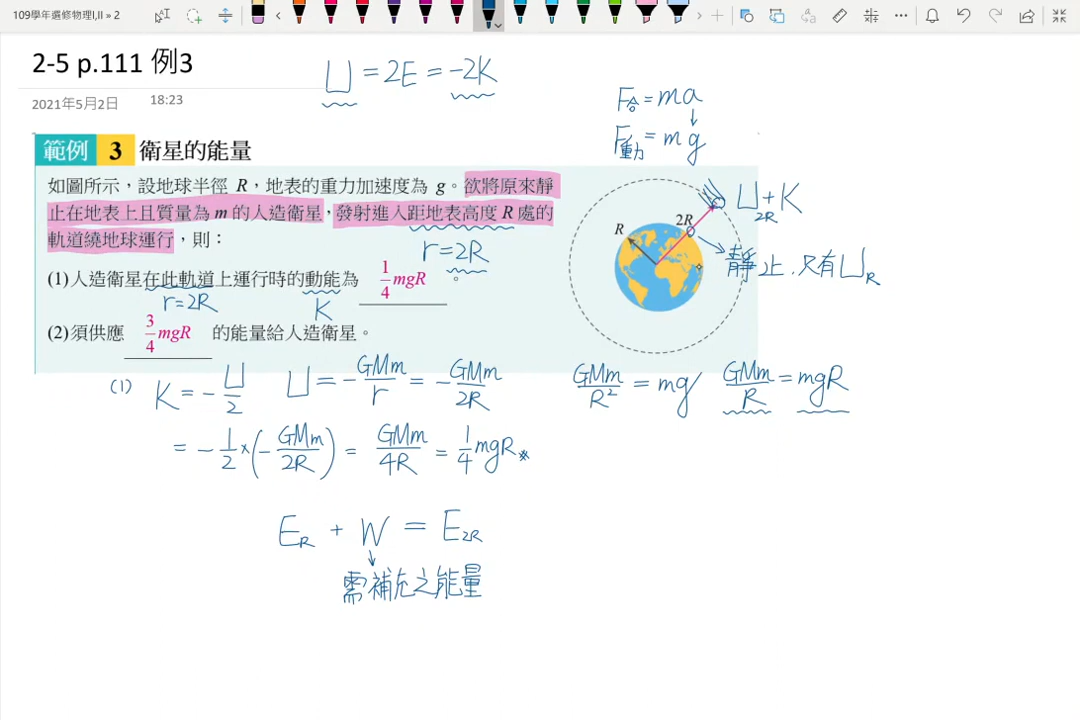 109學年選修物理I,II » 2
2-5 p.111 例3
2021年5月2日 18:23
U = 2E = -2K
F合 = ma
F動 = mg
範例 3 衛星的能量
如圖所示，設地球半徑 R，地表的重力加速度為 g。欲將原來靜
止在地表上且質量為 m 的人造衛星，發射進入距地表高度 R 處的
軌道繞地球運行，則：
r = 2R
(1)人造衛星在此軌道上運行時的動能為 1/4 mgR 。
r = 2R K
(2)須供應 3/4 mgR 的能量給人造衛星。
R
2R
U2R + K
靜止.只有UR
(1) K = -U/2 U = -GMm/r = -GMm/2R
GMm/R² = mg GMm/R = mgR
= -1/2 × (-GMm/2R) = GMm/4R = 1/4 mgR※
ER + W = E2R
需補充之能量